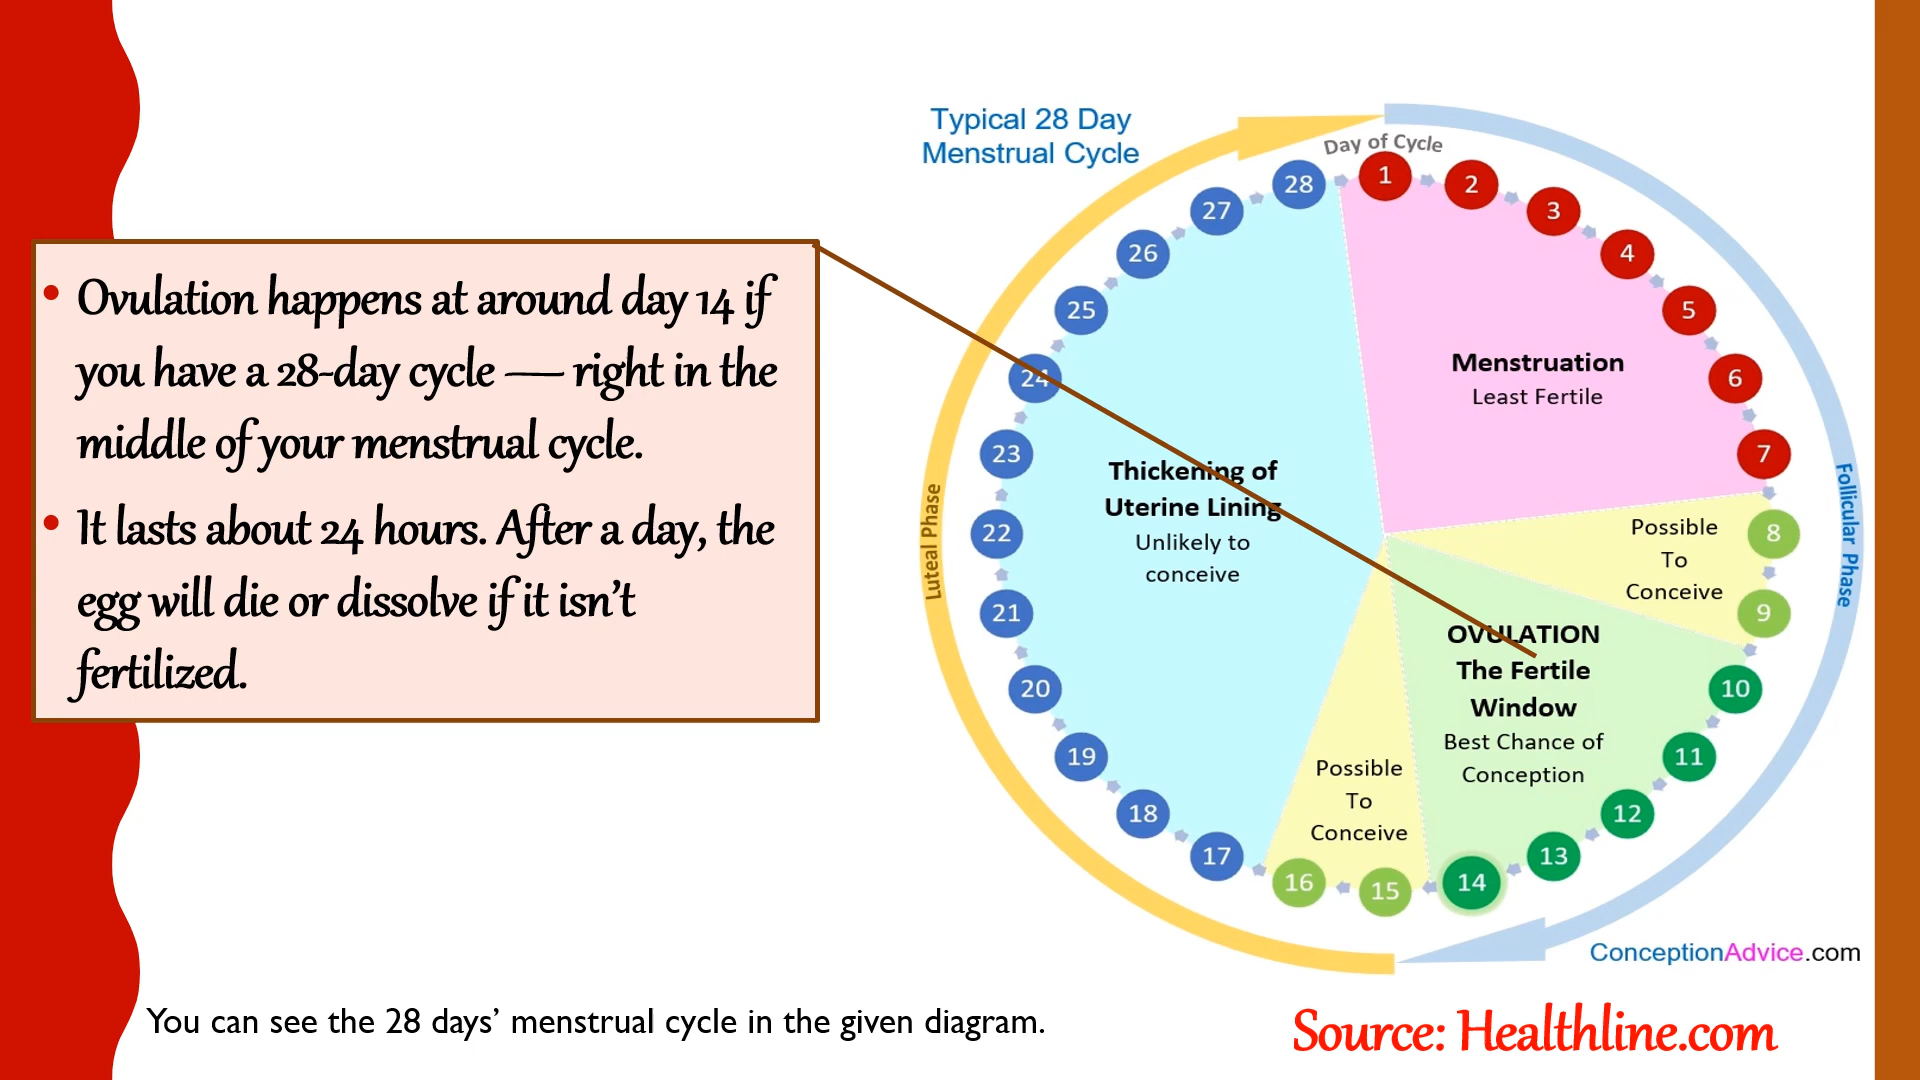 Typical 28 Day
Menstrual Cycle
Day of Cycle
1
2
3
4
5
6
7
8
9
10
11
12
13
14
15
16
17
18
19
20
21
22
23
24
25
26
27
28
Menstruation
Least Fertile
Possible
To
Conceive
OVULATION
The Fertile
Window
Best Chance of
Conception
Possible
To
Conceive
Thickening of
Uterine Lining
Unlikely to
conceive
Luteal Phase
Follicular Phase
ConceptionAdvice.com
• Ovulation happens at around day 14 if
you have a 28-day cycle — right in the
middle of your menstrual cycle.
• It lasts about 24 hours. After a day, the
egg will die or dissolve if it isn’t
fertilized.
You can see the 28 days’ menstrual cycle in the given diagram.
Source: Healthline.com